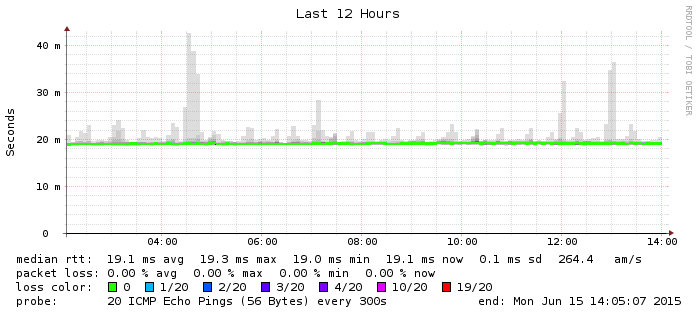 Last 12 Hours
RRDTOOL / TOBI OETIKER
Seconds
40 m
30 m
20 m
10 m
0
04:00 06:00 08:00 10:00 12:00 14:00
median rtt: 19.1 ms avg 19.3 ms max 19.0 ms min 19.1 ms now 0.1 ms sd 264.4 am/s
packet loss: 0.00 % avg 0.00 % max 0.00 % min 0.00 % now
loss color: 0 1/20 2/20 3/20 4/20 10/20 19/20
probe: 20 ICMP Echo Pings (56 Bytes) every 300s end: Mon Jun 15 14:05:07 2015